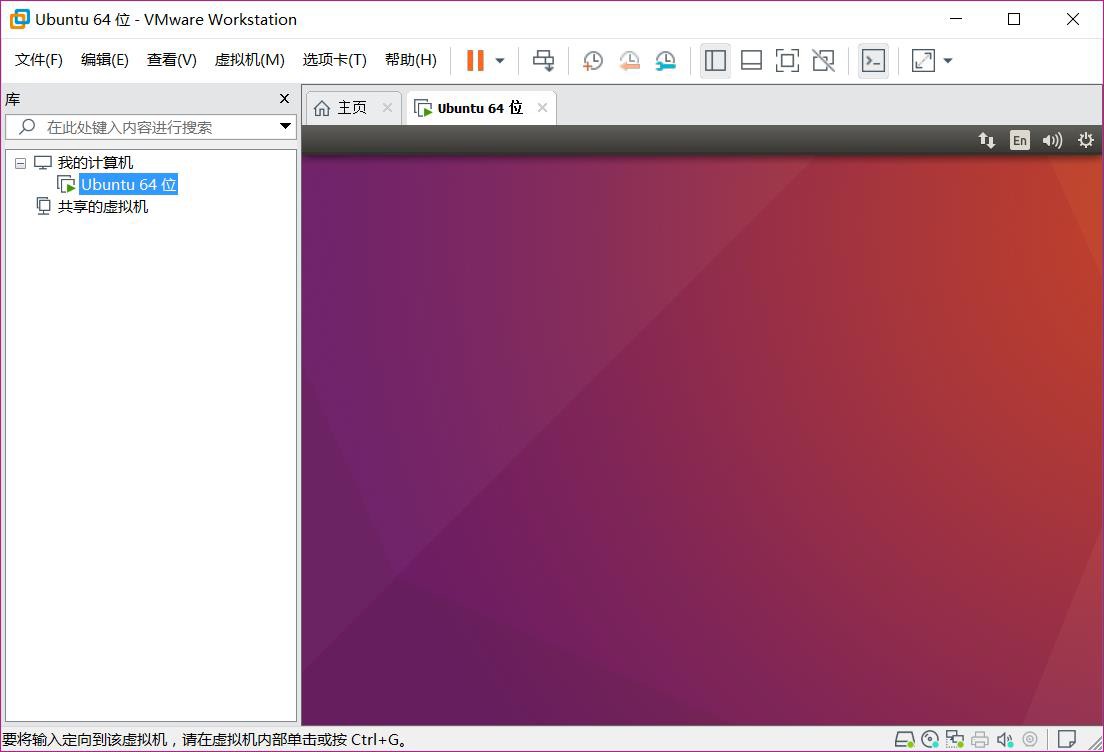 Ubuntu 64 位 - VMware Workstation
文件(F) 编辑(E) 查看(V) 虚拟机(M) 选项卡(T) 帮助(H)
库
在此处键入内容进行搜索
我的计算机
Ubuntu 64 位
共享的虚拟机
主页 Ubuntu 64 位
En
要将输入定向到该虚拟机，请在虚拟机内部单击或按 Ctrl+G。